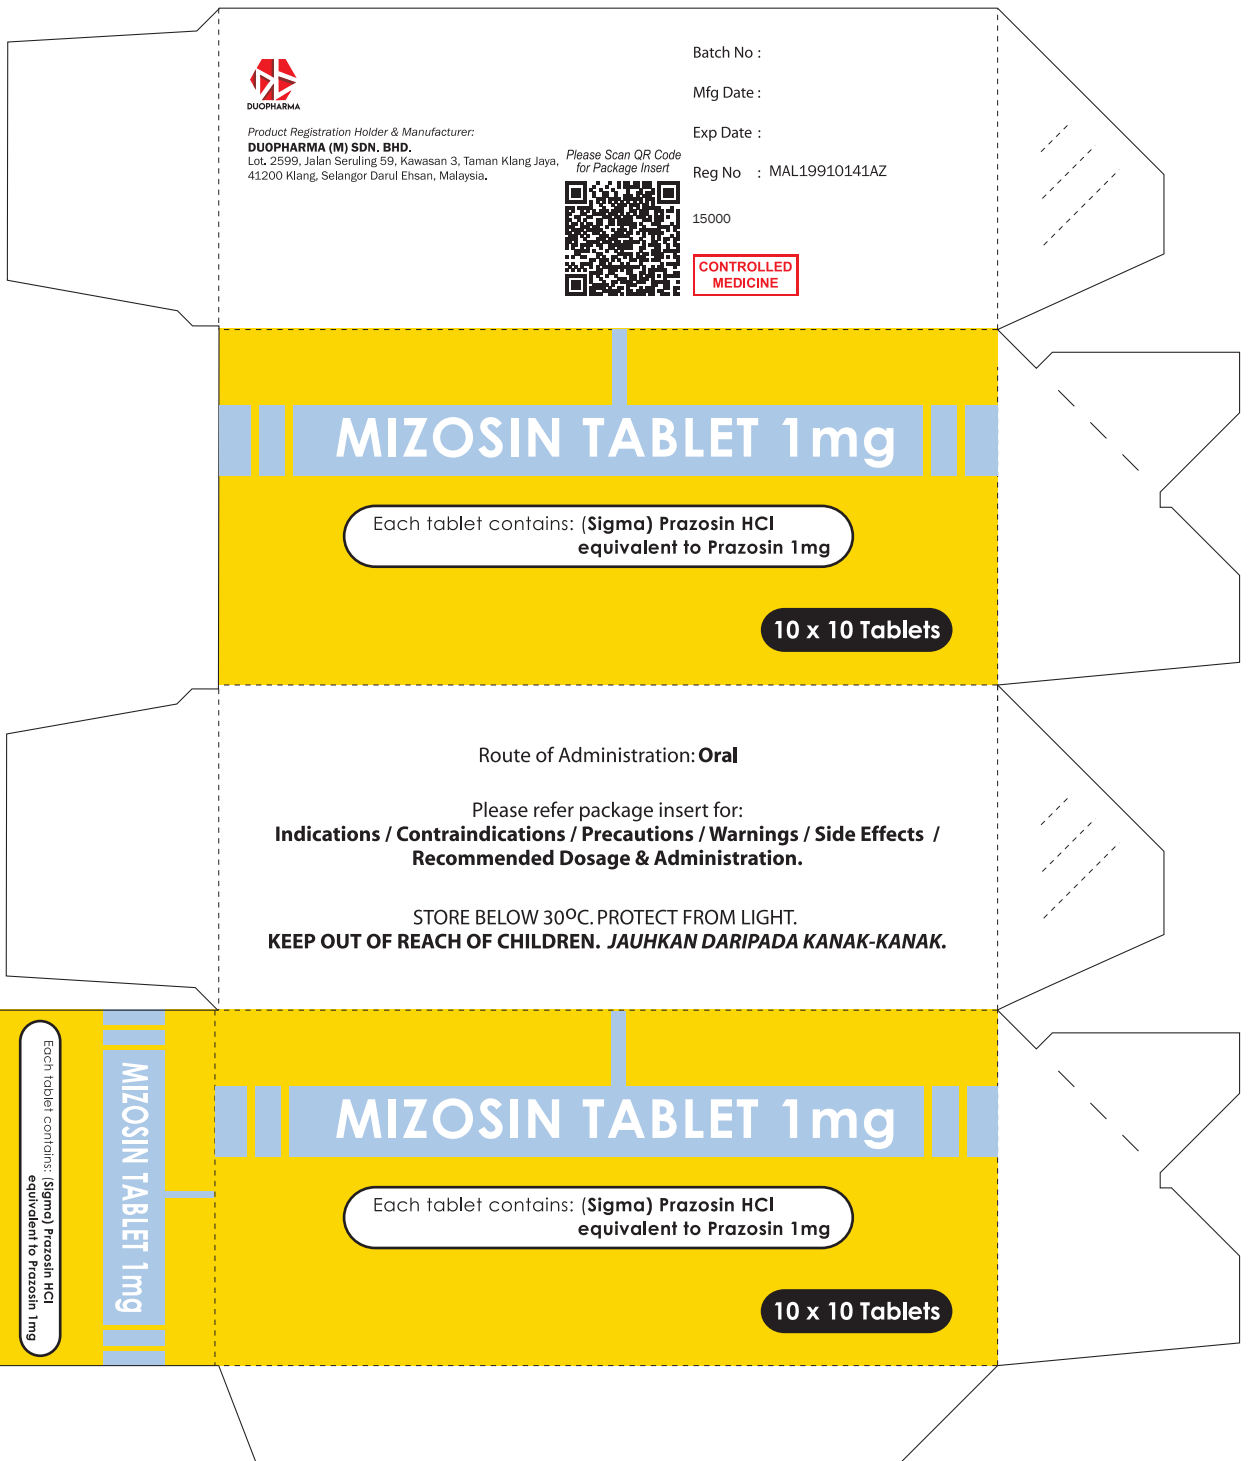 DUOPHARMA
Product Registration Holder & Manufacturer:
DUOPHARMA (M) SDN. BHD.
Lot. 2599, Jalan Seruling 59, Kawasan 3, Taman Klang Jaya,
41200 Klang, Selangor Darul Ehsan, Malaysia.
Please Scan QR Code
for Package Insert
Batch No :
Mfg Date :
Exp Date :
Reg No : MAL19910141AZ
15000
CONTROLLED
MEDICINE
MIZOSIN TABLET 1mg
Each tablet contains: (Sigma) Prazosin HCl
equivalent to Prazosin 1mg
10 x 10 Tablets
Route of Administration: Oral
Please refer package insert for:
Indications / Contraindications / Precautions / Warnings / Side Effects /
Recommended Dosage & Administration.
STORE BELOW 30ºC. PROTECT FROM LIGHT.
KEEP OUT OF REACH OF CHILDREN. JAUHKAN DARIPADA KANAK-KANAK.
MIZOSIN TABLET 1mg
Each tablet contains: (Sigma) Prazosin HCl
equivalent to Prazosin 1mg
MIZOSIN TABLET 1mg
Each tablet contains: (Sigma) Prazosin HCl
equivalent to Prazosin 1mg
10 x 10 Tablets